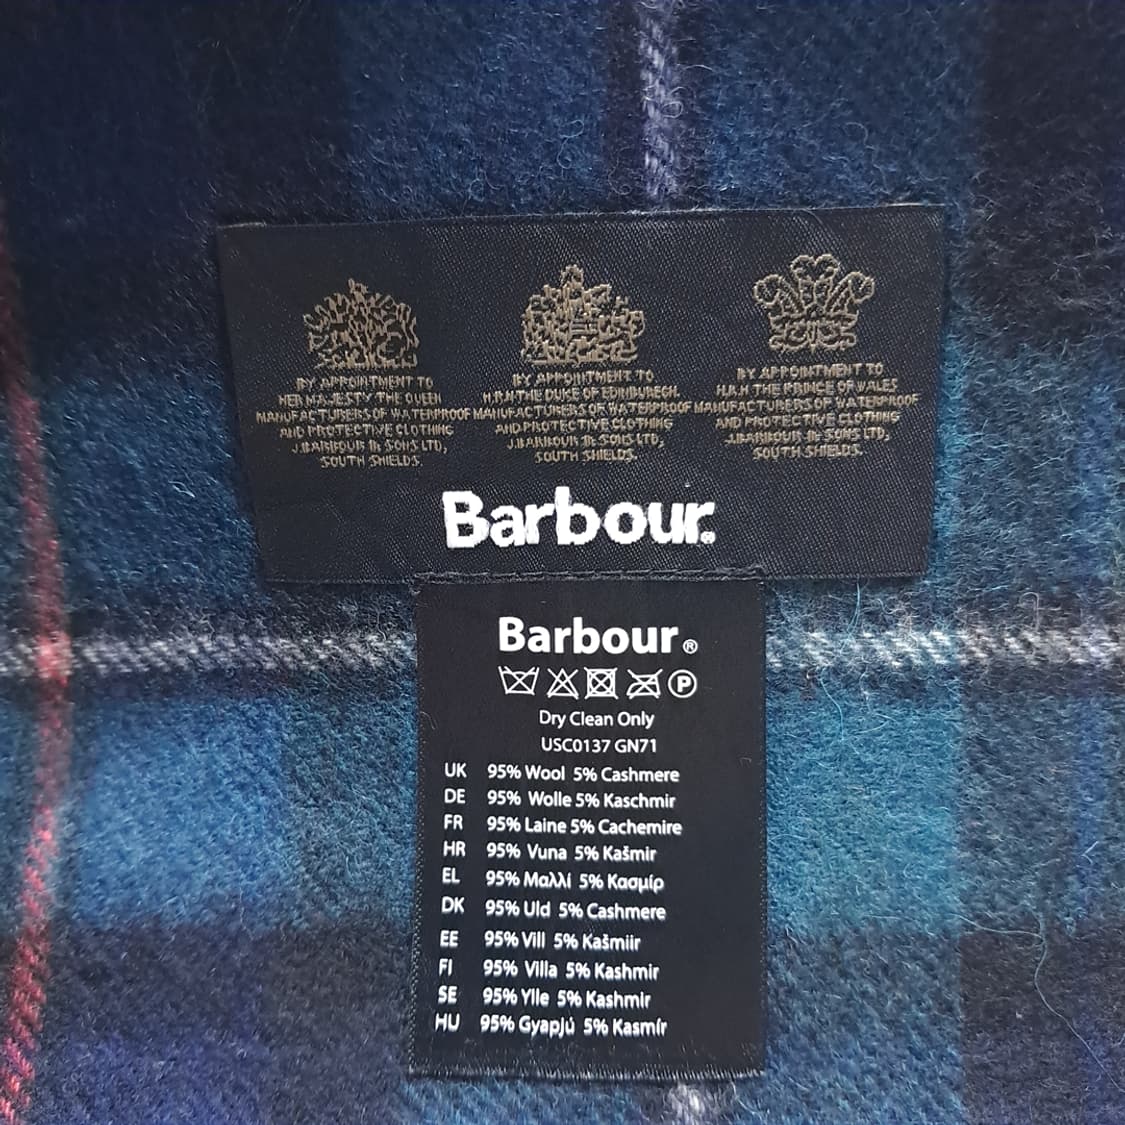 BY APPOINTMENT TO
HER MAJESTY THE QUEEN
MANUFACTURERS OF WATERPROOF
AND PROTECTIVE CLOTHING
J.BARBOUR & SONS LTD,
SOUTH SHIELDS.
BY APPOINTMENT TO
H.R.H THE DUKE OF EDINBURGH.
MANUFACTURERS OF WATERPROOF
AND PROTECTIVE CLOTHING
J.BARBOUR & SONS LTD,
SOUTH SHIELDS.
BY APPOINTMENT TO
H.R.H THE PRINCE OF WALES
MANUFACTURERS OF WATERPROOF
AND PROTECTIVE CLOTHING
J.BARBOUR & SONS LTD,
SOUTH SHIELDS.
Barbour®
Barbour®
P
Dry Clean Only
USC0137 GN71
UK 95% Wool 5% Cashmere
DE 95% Wolle 5% Kaschmir
FR 95% Laine 5% Cachemire
HR 95% Vuna 5% Kašmir
EL 95% Μαλλί 5% Κασμίρ
DK 95% Uld 5% Cashmere
EE 95% Vill 5% Kašmiir
FI 95% Villa 5% Kashmir
SE 95% Ylle 5% Kashmir
HU 95% Gyapjú 5% Kasmír